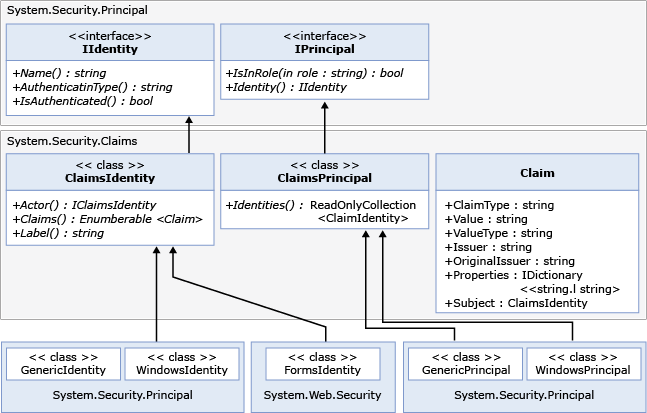 System.Security.Principal
<<interface>>
IIdentity
+Name() : string
+AuthenticatinType() : string
+IsAuthenticated() : bool
<<interface>>
IPrincipal
+IsInRole(in role : string) : bool
+Identity() : IIdentity
System.Security.Claims
<< class >>
ClaimsIdentity
+Actor() : IClaimsIdentity
+Claims() : Enumberable <Claim>
+Label() : string
<< class >>
ClaimsPrincipal
+Identities() : ReadOnlyCollection
<ClaimIdentity>
Claim
+ClaimType : string
+Value : string
+ValueType : string
+Issuer : string
+OriginalIssuer : string
+Properties : IDictionary
<<string.l string>
+Subject : ClaimsIdentity
<< class >>
GenericIdentity
<< class >>
WindowsIdentity
System.Security.Principal
<< class >>
FormsIdentity
System.Web.Security
<< class >>
GenericPrincipal
<< class >>
WindowsPrincipal
System.Security.Principal